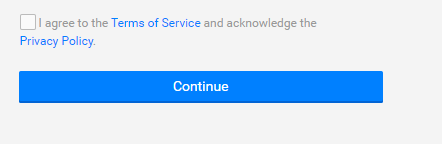 I agree to the Terms of Service and acknowledge the
Privacy Policy.
Continue